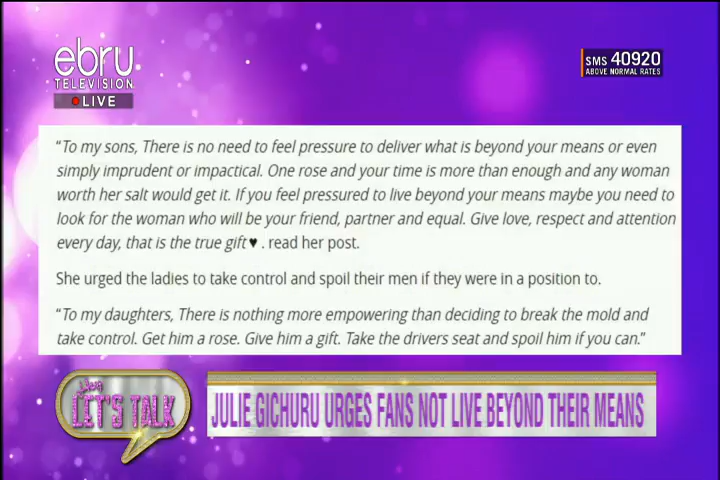 ebru
TELEVISION
LIVE
SMS 40920
ABOVE NORMAL RATES
“To my sons, There is no need to feel pressure to deliver what is beyond your means or even
simply imprudent or impactical. One rose and your time is more than enough and any woman
worth her salt would get it. If you feel pressured to live beyond your means maybe you need to
look for the woman who will be your friend, partner and equal. Give love, respect and attention
every day, that is the true gift♥ . read her post.
She urged the ladies to take control and spoil their men if they were in a position to.
“To my daughters, There is nothing more empowering than deciding to break the mold and
take control. Get him a rose. Give him a gift. Take the drivers seat and spoil him if you can.”
LET'S TALK
JULIE GICHURU URGES FANS NOT LIVE BEYOND THEIR MEANS